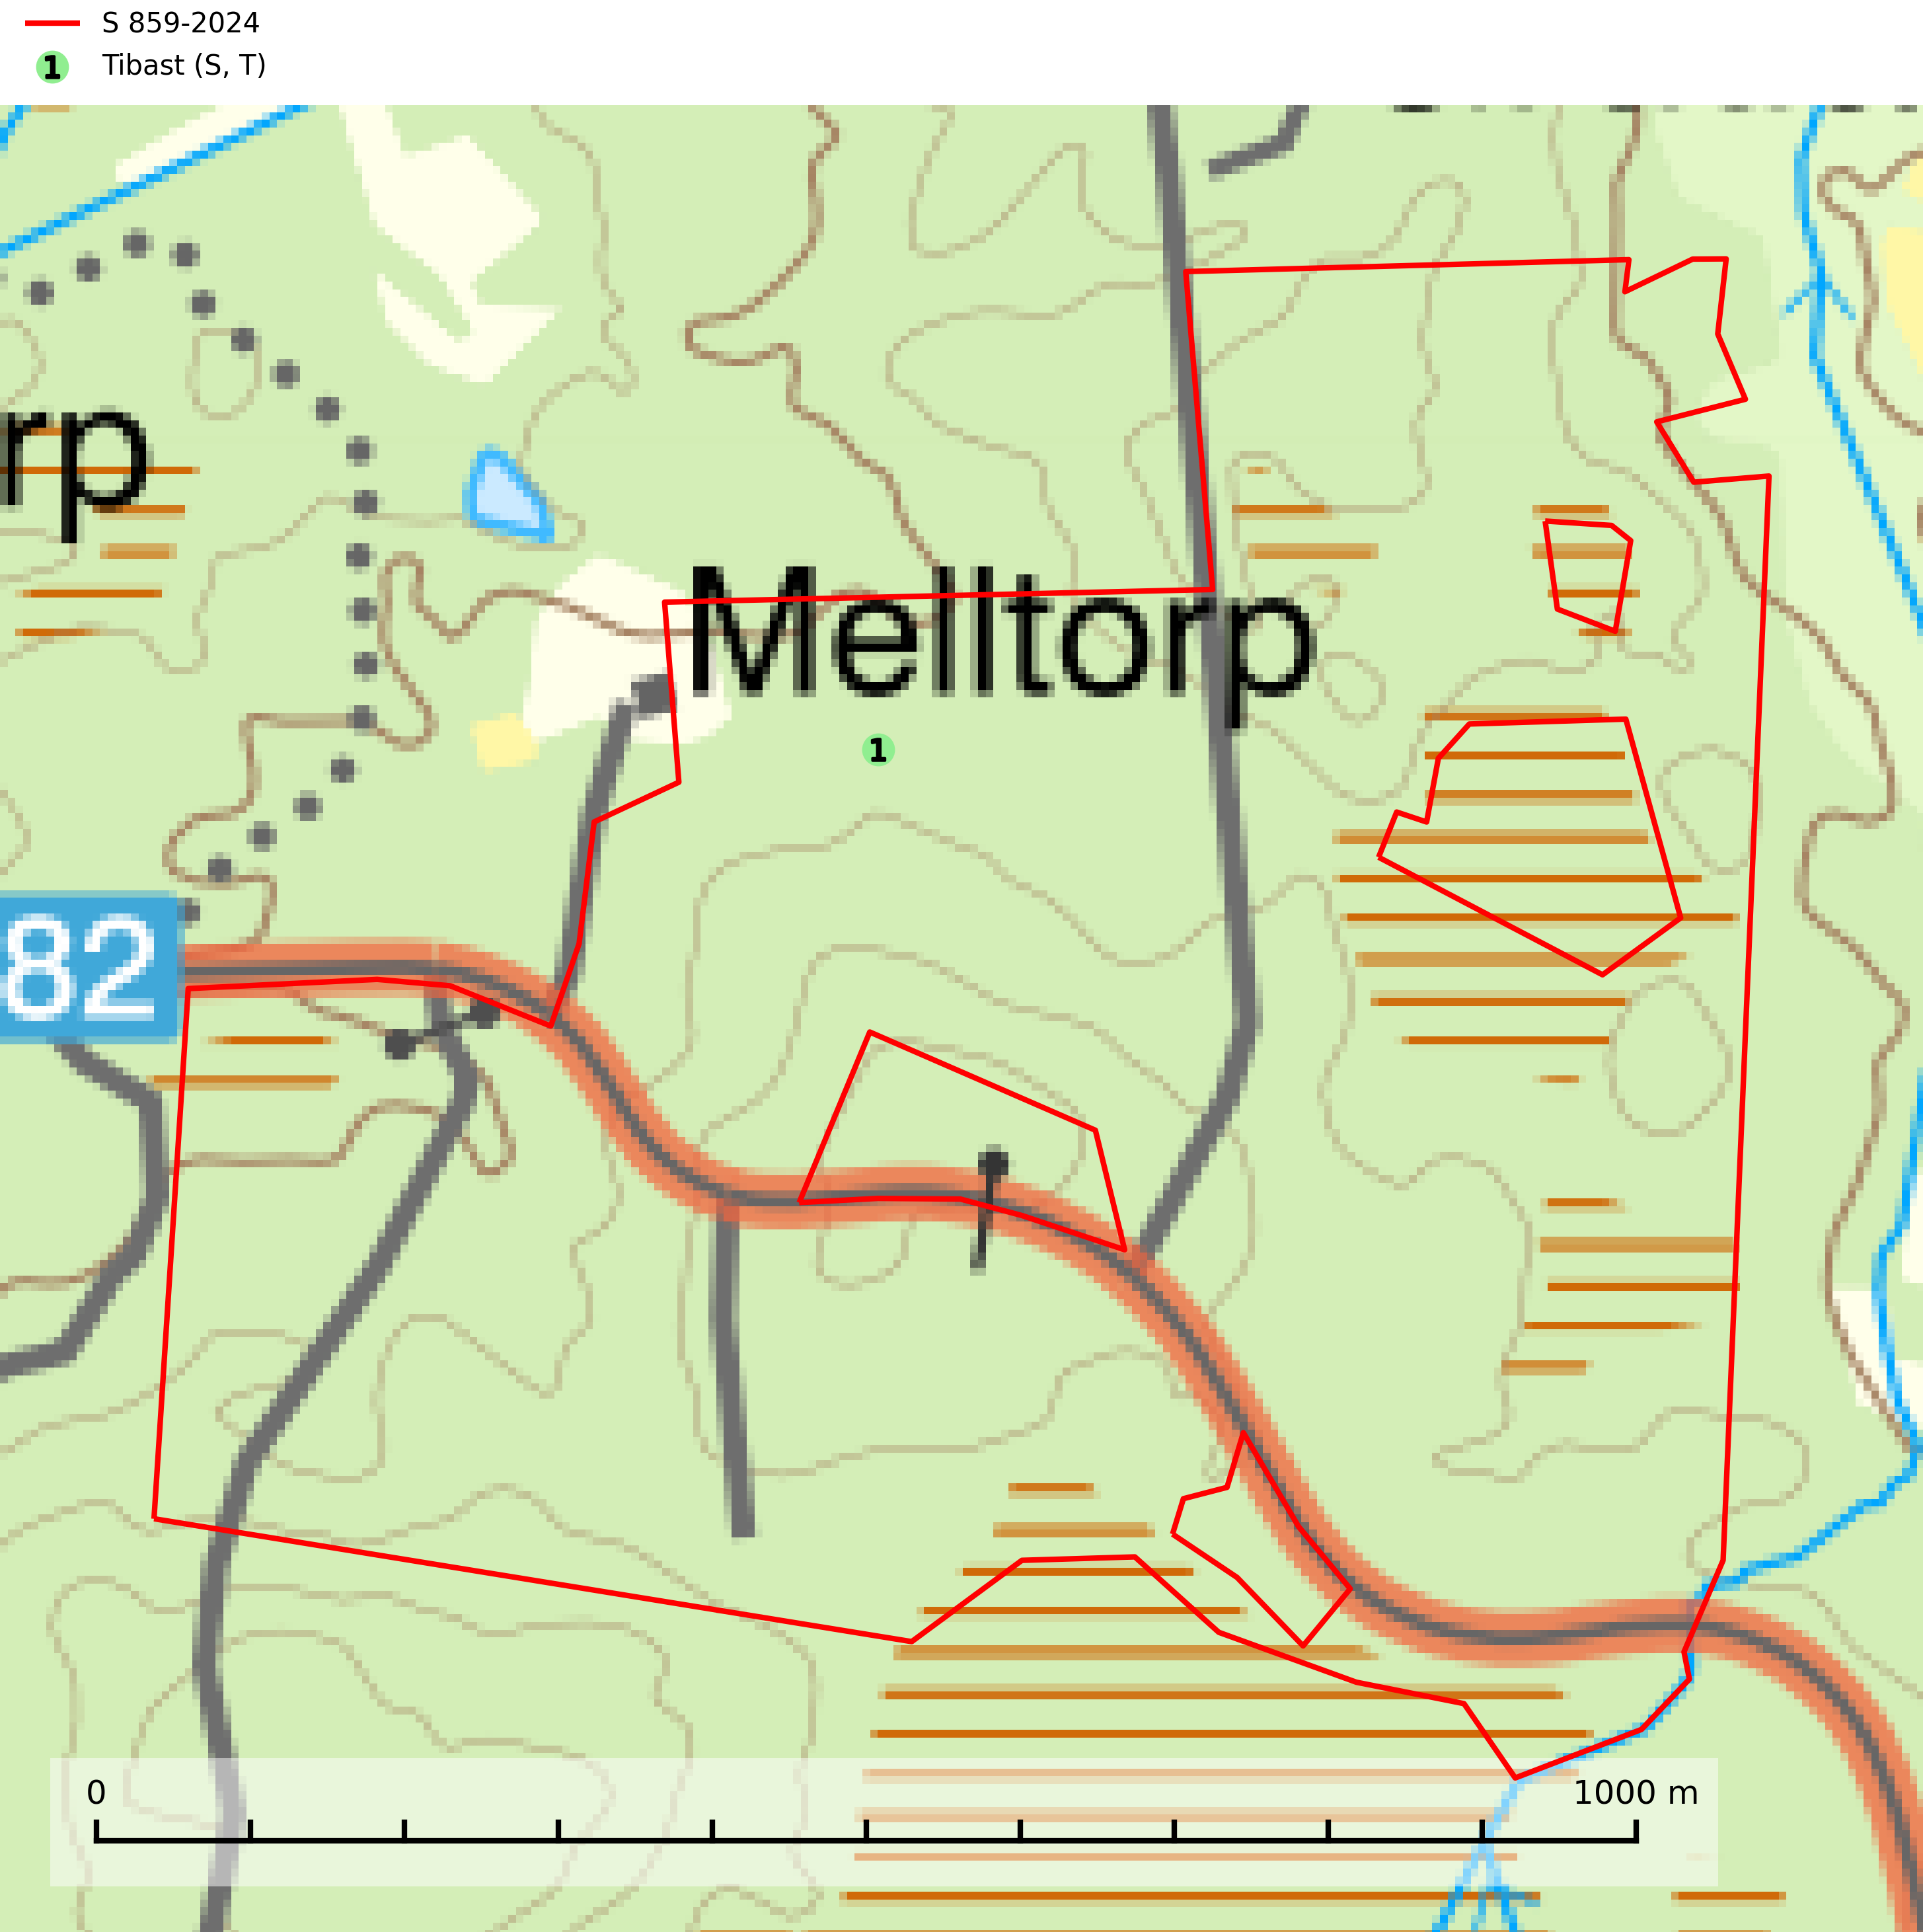 S 859-2024
1 Tibast (S, T)
rp
Melltorp
1
82
0 1000 m